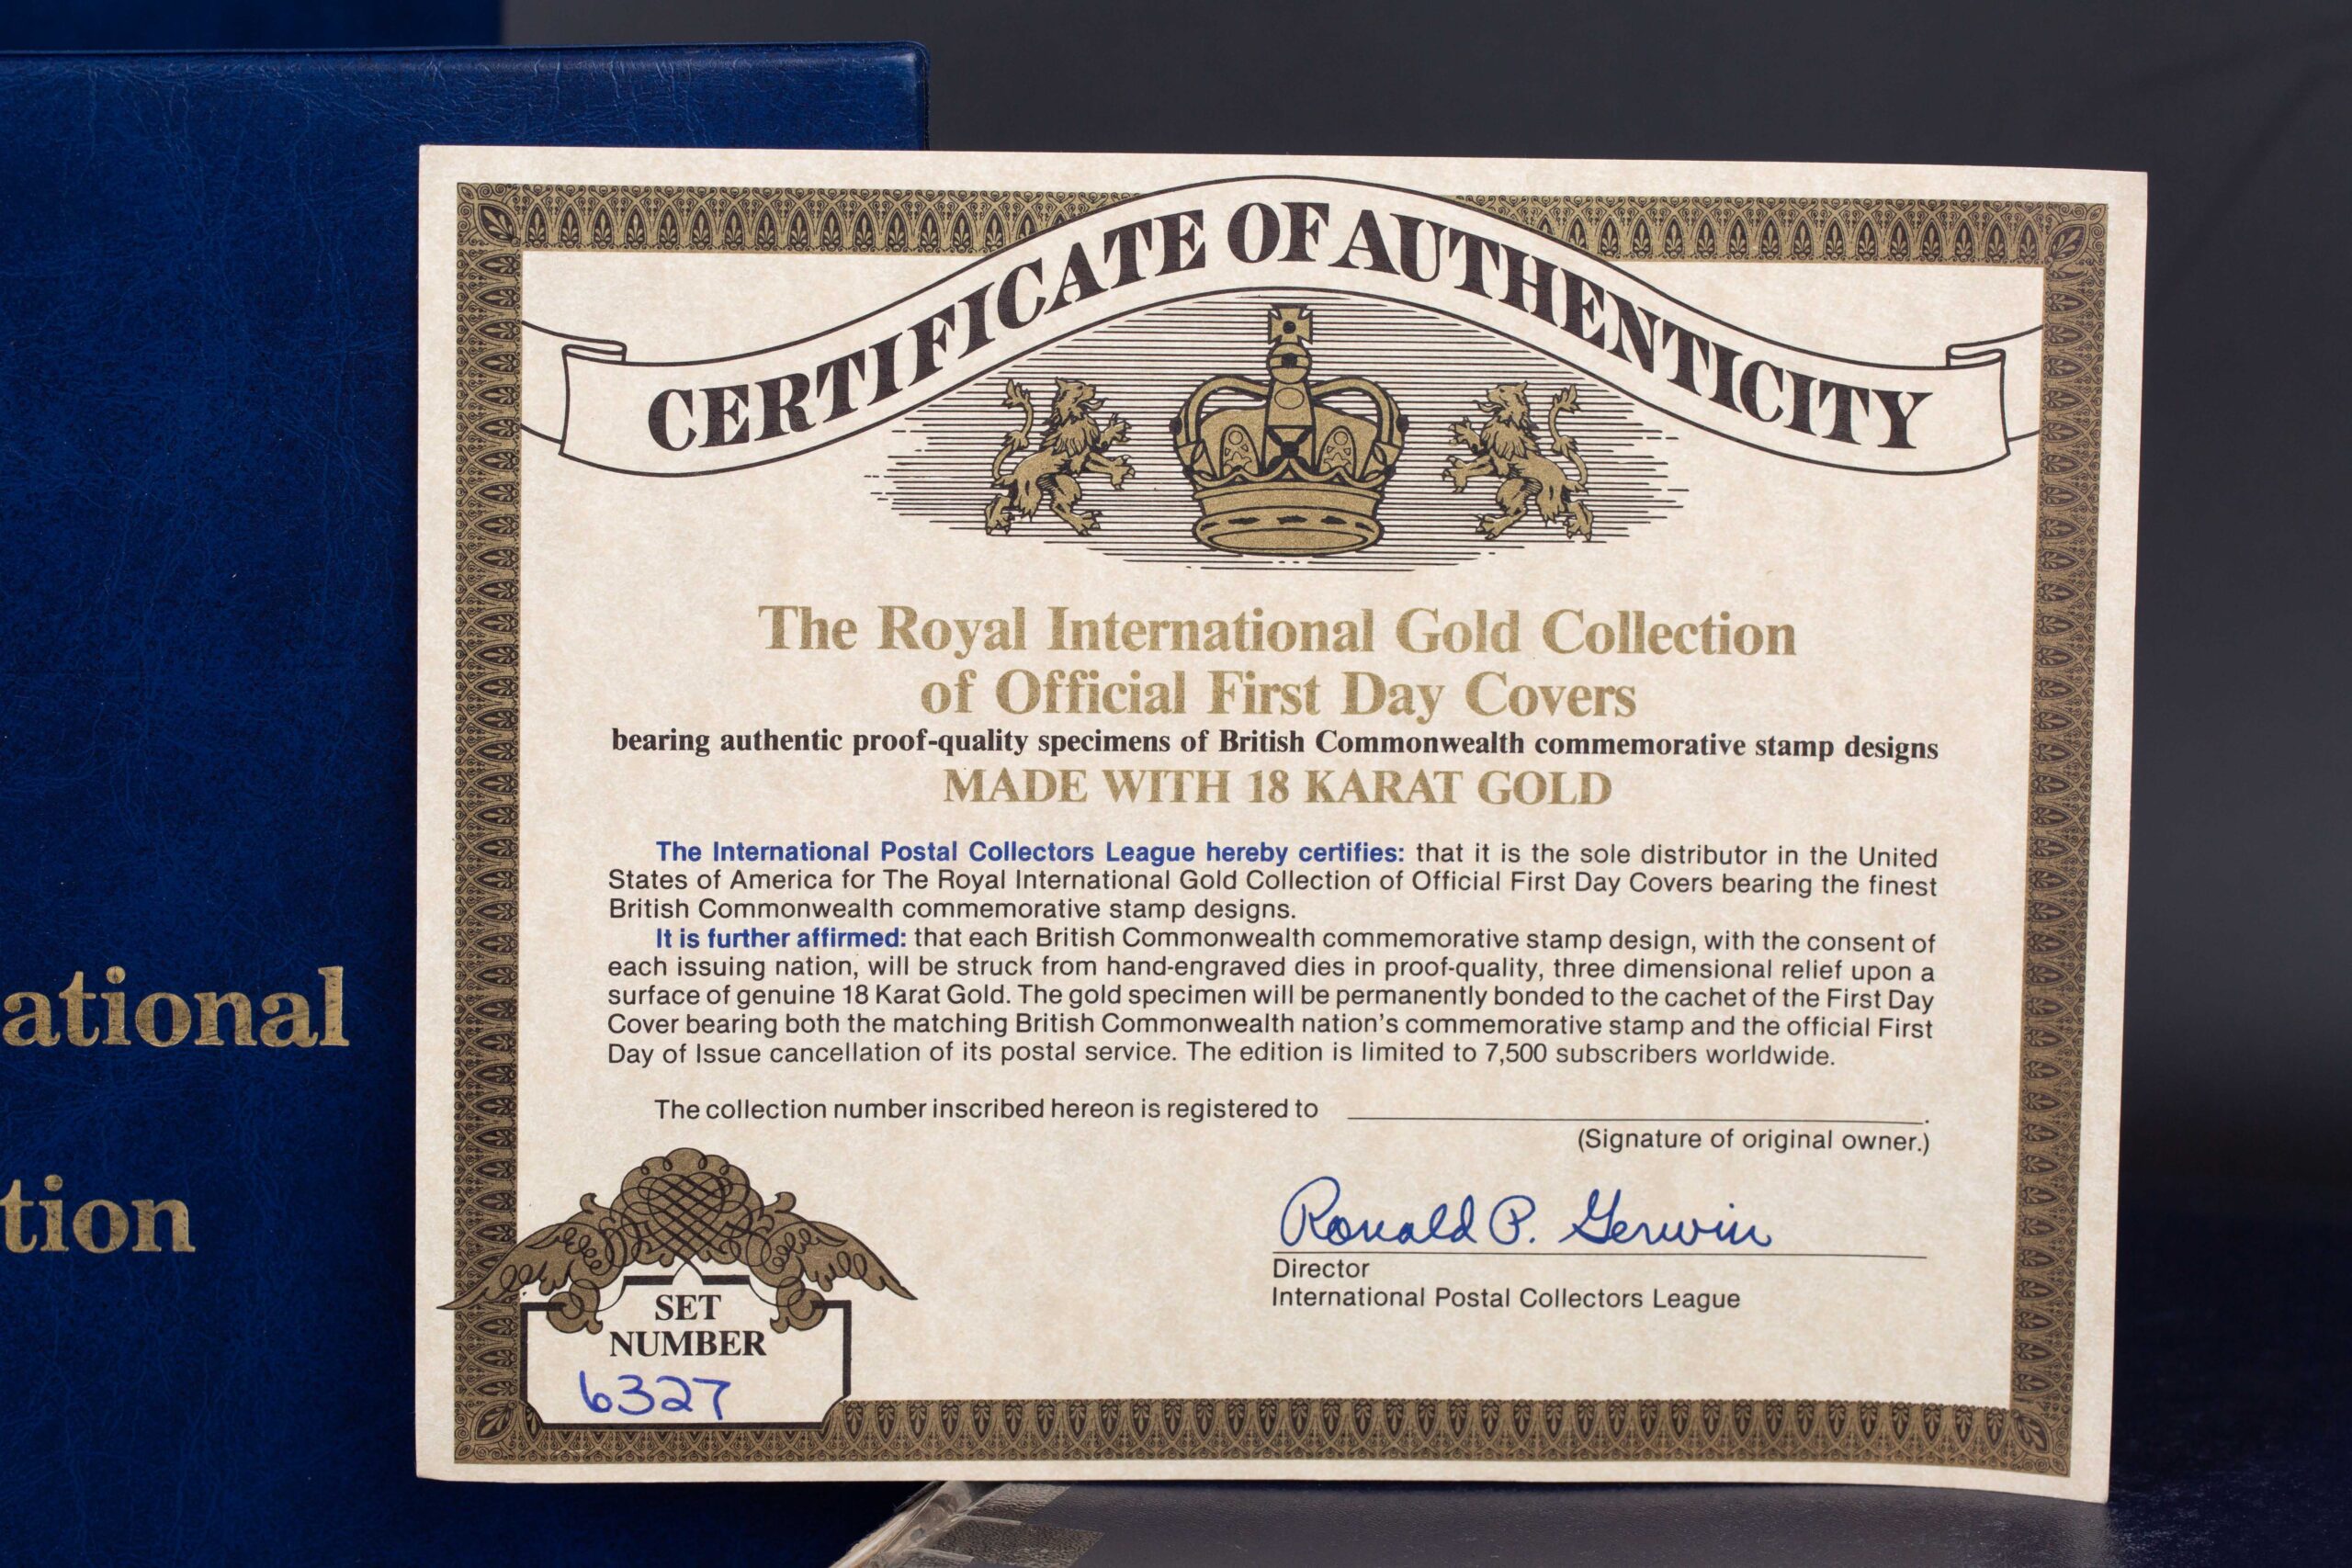 ational
tion
CERTIFICATE OF AUTHENTICITY
The Royal International Gold Collection
of Official First Day Covers
bearing authentic proof-quality specimens of British Commonwealth commemorative stamp designs
MADE WITH 18 KARAT GOLD
The International Postal Collectors League hereby certifies: that it is the sole distributor in the United
States of America for The Royal International Gold Collection of Official First Day Covers bearing the finest
British Commonwealth commemorative stamp designs.
It is further affirmed: that each British Commonwealth commemorative stamp design, with the consent of
each issuing nation, will be struck from hand-engraved dies in proof-quality, three dimensional relief upon a
surface of genuine 18 Karat Gold. The gold specimen will be permanently bonded to the cachet of the First Day
Cover bearing both the matching British Commonwealth nation's commemorative stamp and the official First
Day of Issue cancellation of its postal service. The edition is limited to 7,500 subscribers worldwide.
The collection number inscribed hereon is registered to .
(Signature of original owner.)
Ronald P. Gerwin
Director
International Postal Collectors League
SET
NUMBER
6327